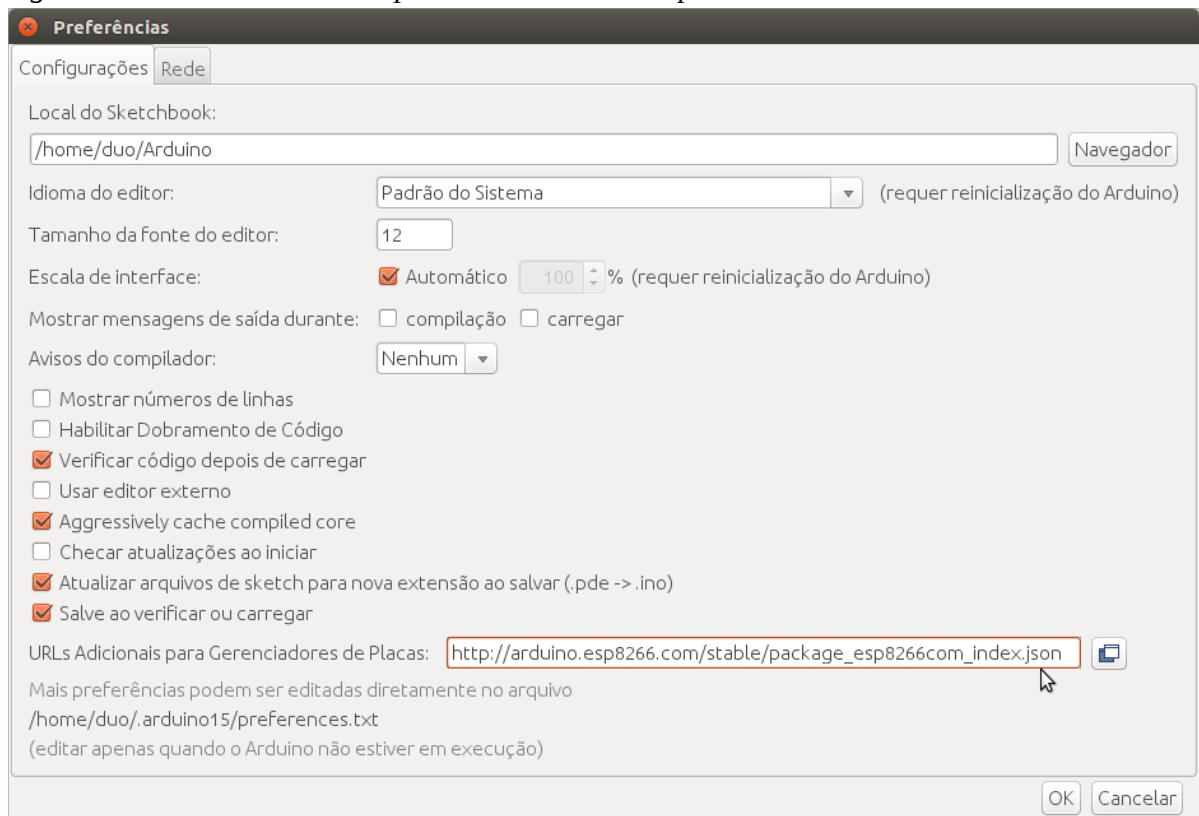 Preferências
Configurações Rede
Local do Sketchbook:
/home/duo/Arduino Navegador
Idioma do editor: Padrão do Sistema (requer reinicialização do Arduino)
Tamanho da fonte do editor: 12
Escala de interface: Automático 100 % (requer reinicialização do Arduino)
Mostrar mensagens de saída durante: compilação carregar
Avisos do compilador: Nenhum
Mostrar números de linhas
Habilitar Dobramento de Código
Verificar código depois de carregar
Usar editor externo
Aggressively cache compiled core
Checar atualizações ao iniciar
Atualizar arquivos de sketch para nova extensão ao salvar (.pde -> .ino)
Salve ao verificar ou carregar
URLs Adicionais para Gerenciadores de Placas: http://arduino.esp8266.com/stable/package_esp8266com_index.json
Mais preferências podem ser editadas diretamente no arquivo
/home/duo/.arduino15/preferences.txt
(editar apenas quando o Arduino não estiver em execução)
OK Cancelar